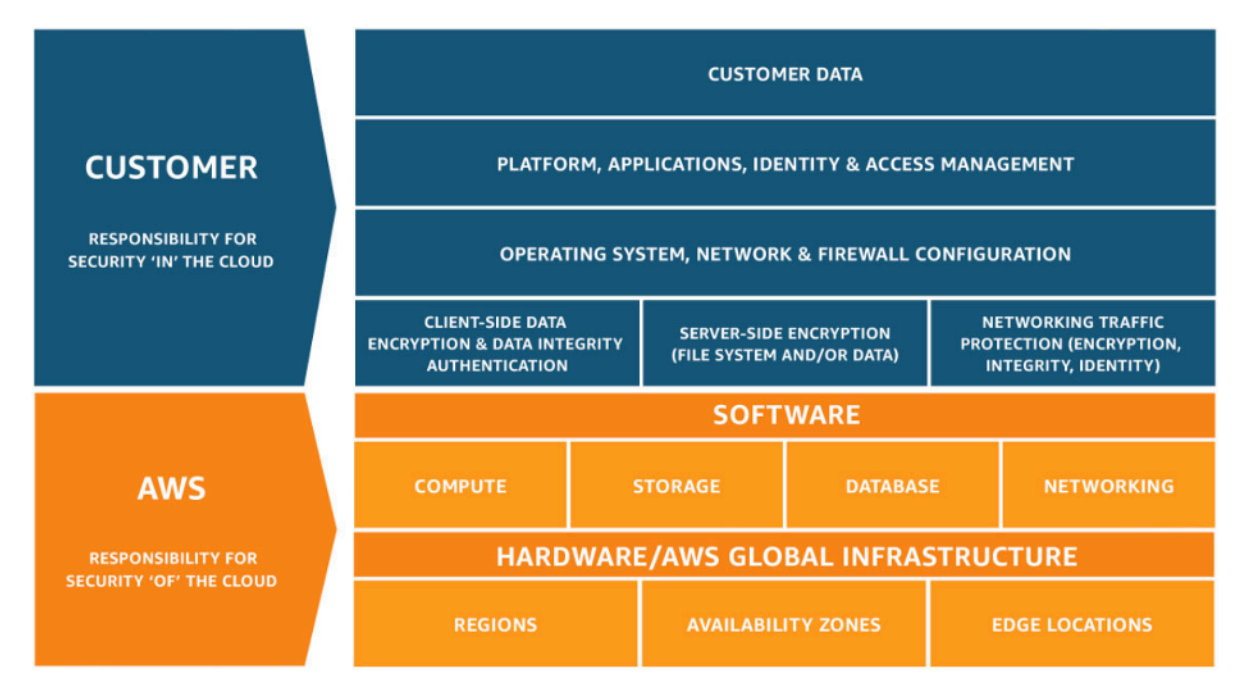 CUSTOMER
RESPONSIBILITY FOR
SECURITY ‘IN’ THE CLOUD
CUSTOMER DATA
PLATFORM, APPLICATIONS, IDENTITY & ACCESS MANAGEMENT
OPERATING SYSTEM, NETWORK & FIREWALL CONFIGURATION
CLIENT-SIDE DATA
ENCRYPTION & DATA INTEGRITY
AUTHENTICATION
SERVER-SIDE ENCRYPTION
(FILE SYSTEM AND/OR DATA)
NETWORKING TRAFFIC
PROTECTION (ENCRYPTION,
INTEGRITY, IDENTITY)
AWS
RESPONSIBILITY FOR
SECURITY ‘OF’ THE CLOUD
SOFTWARE
COMPUTE
STORAGE
DATABASE
NETWORKING
HARDWARE/AWS GLOBAL INFRASTRUCTURE
REGIONS
AVAILABILITY ZONES
EDGE LOCATIONS